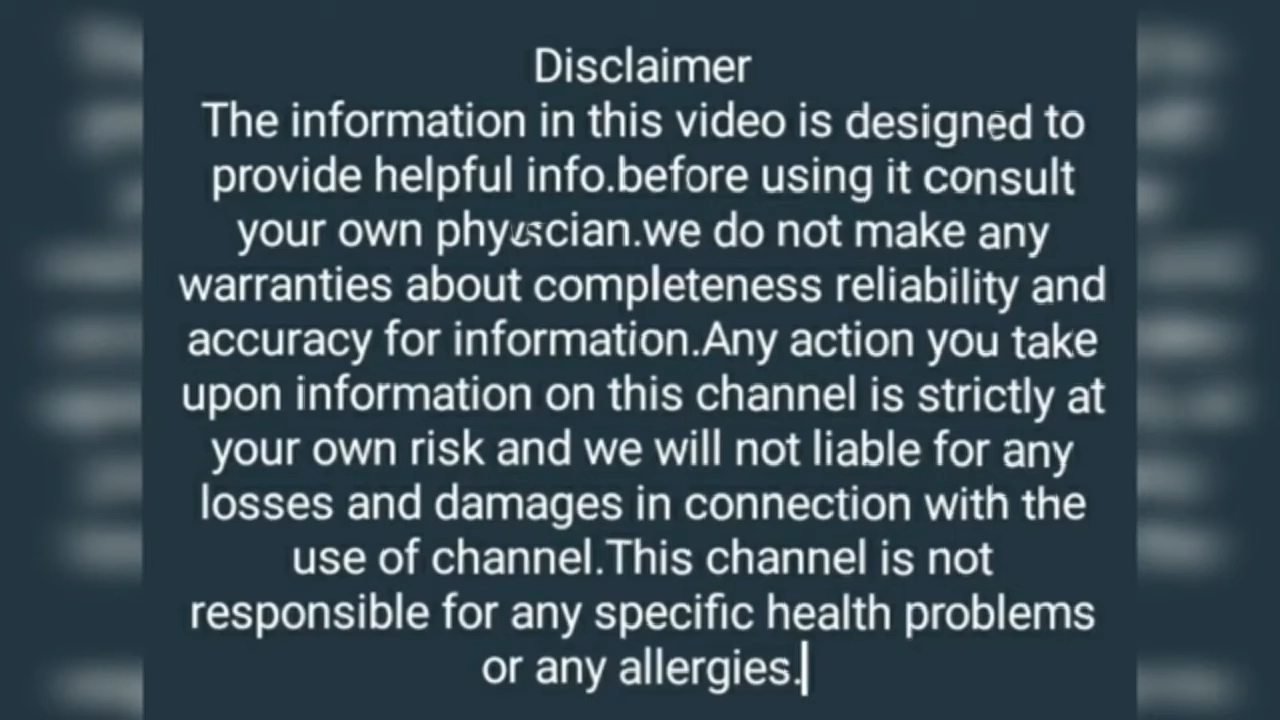 Disclaimer
The information in this video is designed to
provide helpful info.before using it consult
your own physcian.we do not make any
warranties about completeness reliability and
accuracy for information.Any action you take
upon information on this channel is strictly at
your own risk and we will not liable for any
losses and damages in connection with the
use of channel.This channel is not
responsible for any specific health problems
or any allergies.